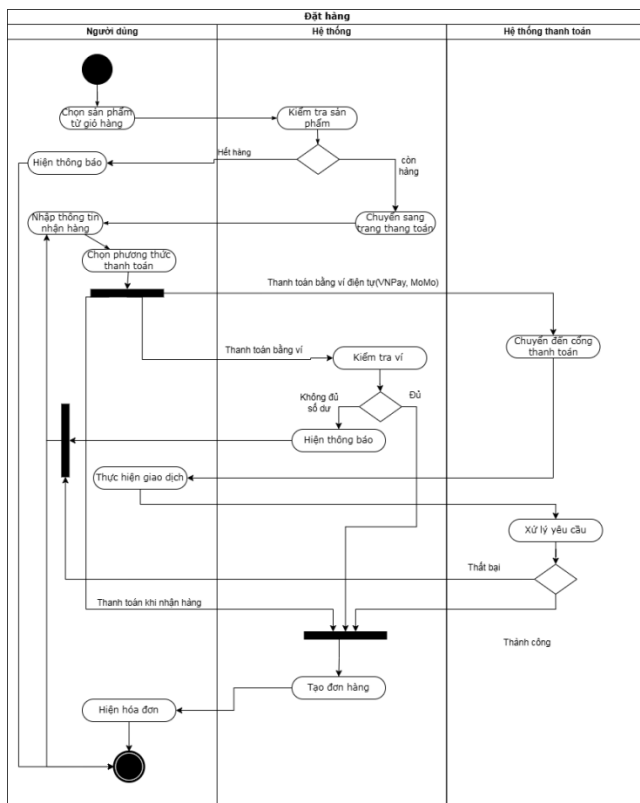 Đặt hàng
Người dùng
Hệ thống
Hệ thống thanh toán
Chọn sản phẩm
từ giỏ hàng
Kiểm tra sản
phẩm
Hết hàng
còn
hàng
Hiện thông báo
Nhập thông tin
nhận hàng
Chuyển sang
trang thang toán
Chọn phương thức
thanh toán
Thanh toán bằng ví điện tự(VNPay, MoMo)
Chuyển đến cổng
thanh toán
Thanh toán bằng ví
Kiểm tra ví
Không đủ
số dư
Đủ
Hiện thông báo
Thực hiện giao dịch
Xử lý yêu cầu
Thất bại
Thanh toán khi nhận hàng
Thành công
Tạo đơn hàng
Hiện hóa đơn